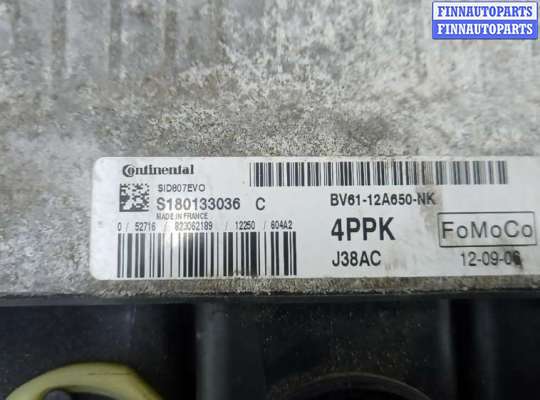 FINNAUTOPARTS
FINNAUTOPARTS
Continental
SID807EVO
S180133036 C
MADE IN FRANCE
0 / 52716 / 823062189 / 12250 / 604A2
BV61-12A650-NK
4PPK
FoMoCo
J38AC
12-09-06